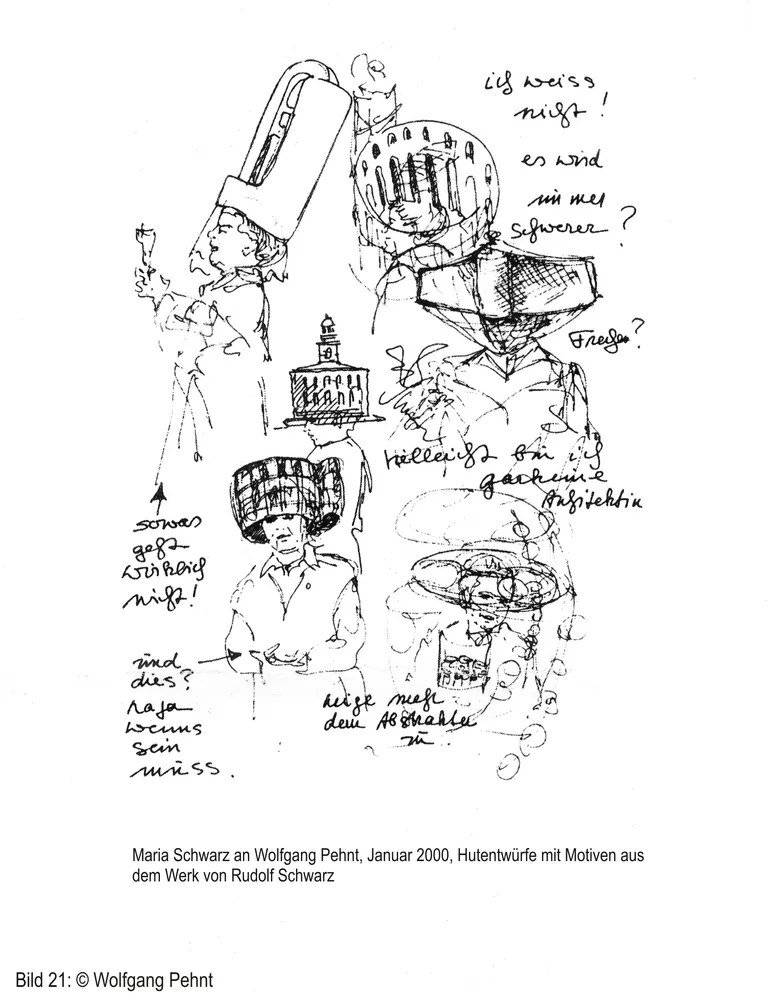 ich weiss
nicht!
es wird
immer
schwerer?
vielleicht bin ich
gar keine
Architektin
sowas
geht
wirklich
nicht!
und
dies?
naja
wenns
sein
muss.
neige mehr
dem Abstrakten
zu.
Maria Schwarz an Wolfgang Pehnt, Januar 2000, Hutentwürfe mit Motiven aus
dem Werk von Rudolf Schwarz
Bild 21: © Wolfgang Pehnt